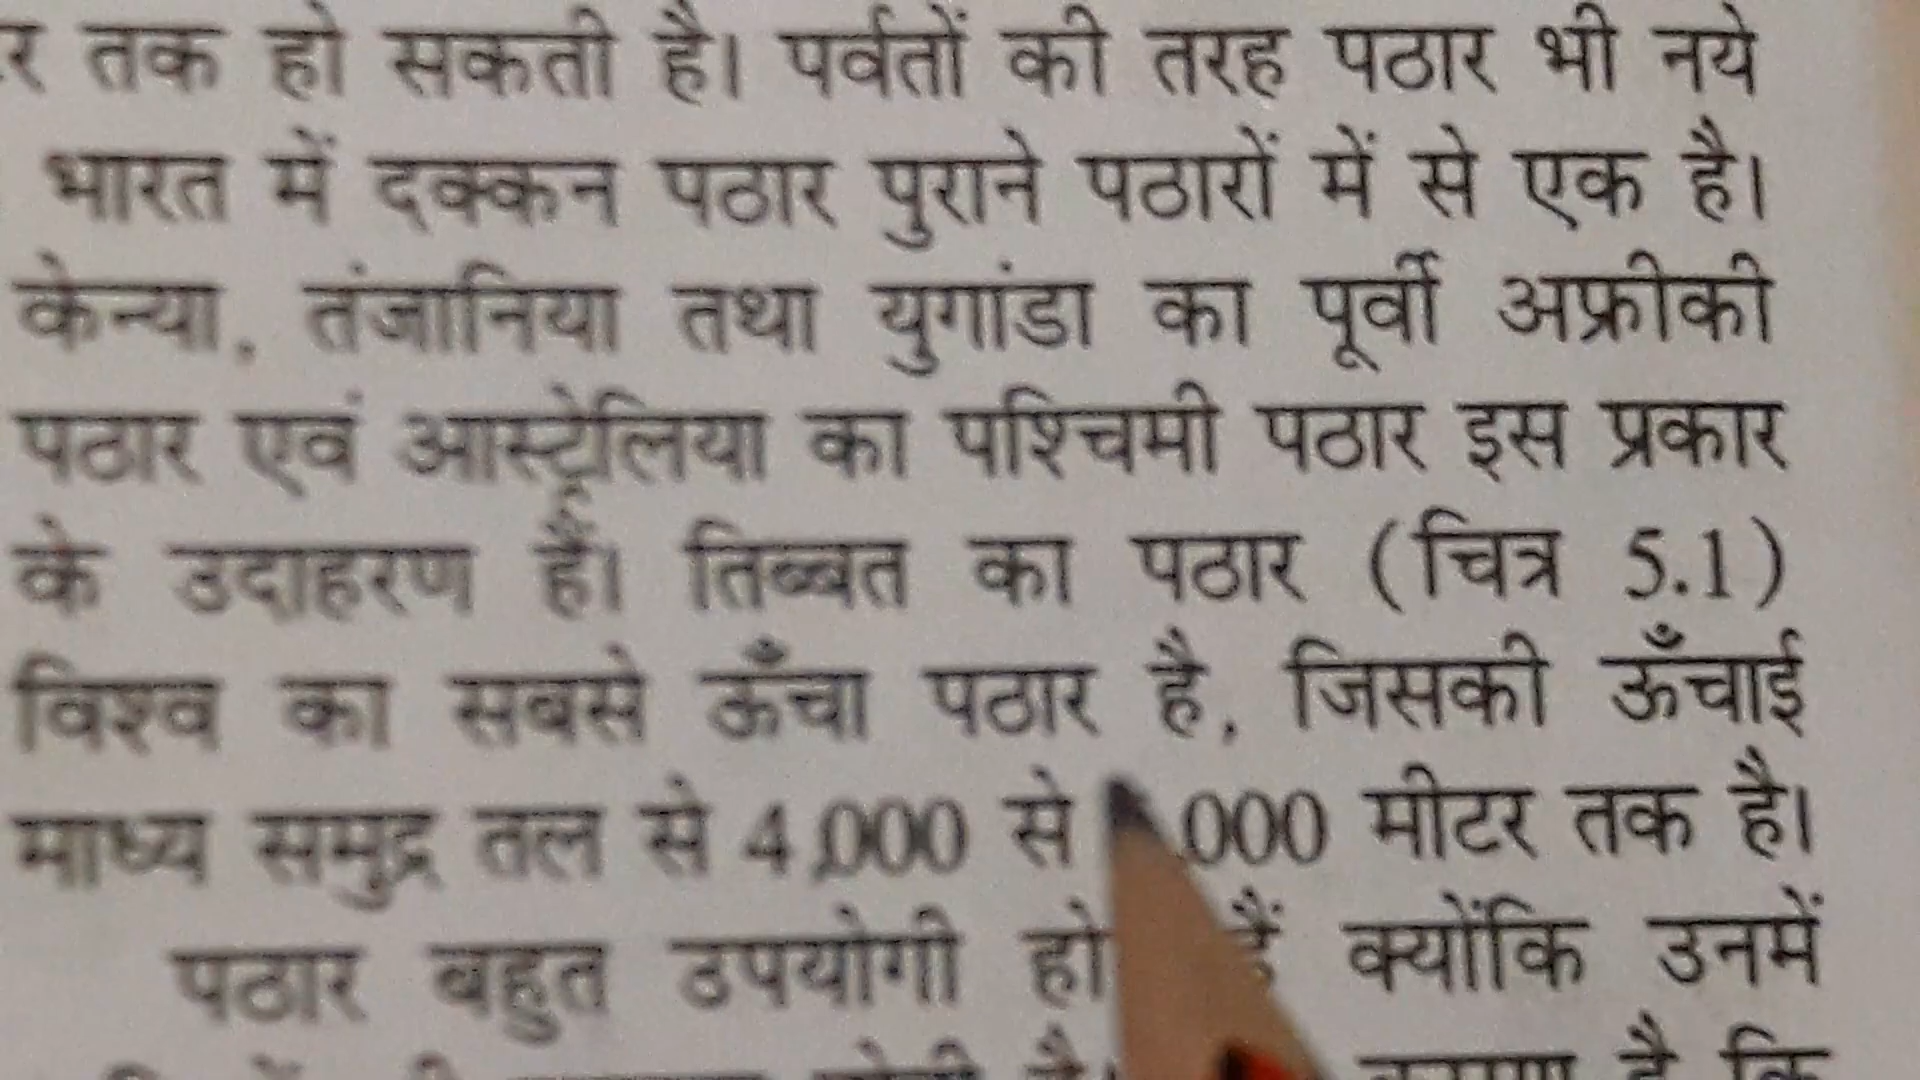 तक हो सकती है। पर्वतों की तरह पठार भी नये
भारत में दक्कन पठार पुराने पठारों में से एक है।
केन्या, तंजानिया तथा युगांडा का पूर्वी अफ्रीकी
पठार एवं आस्ट्रेलिया का पश्चिमी पठार इस प्रकार
के उदाहरण हैं। तिब्बत का पठार (चित्र 5.1)
विश्व का सबसे ऊँचा पठार है, जिसकी ऊँचाई
माध्य समुद्र तल से 4,000 से ,000 मीटर तक है।
पठार बहुत उपयोगी हो क्योंकि उनमें
है कि